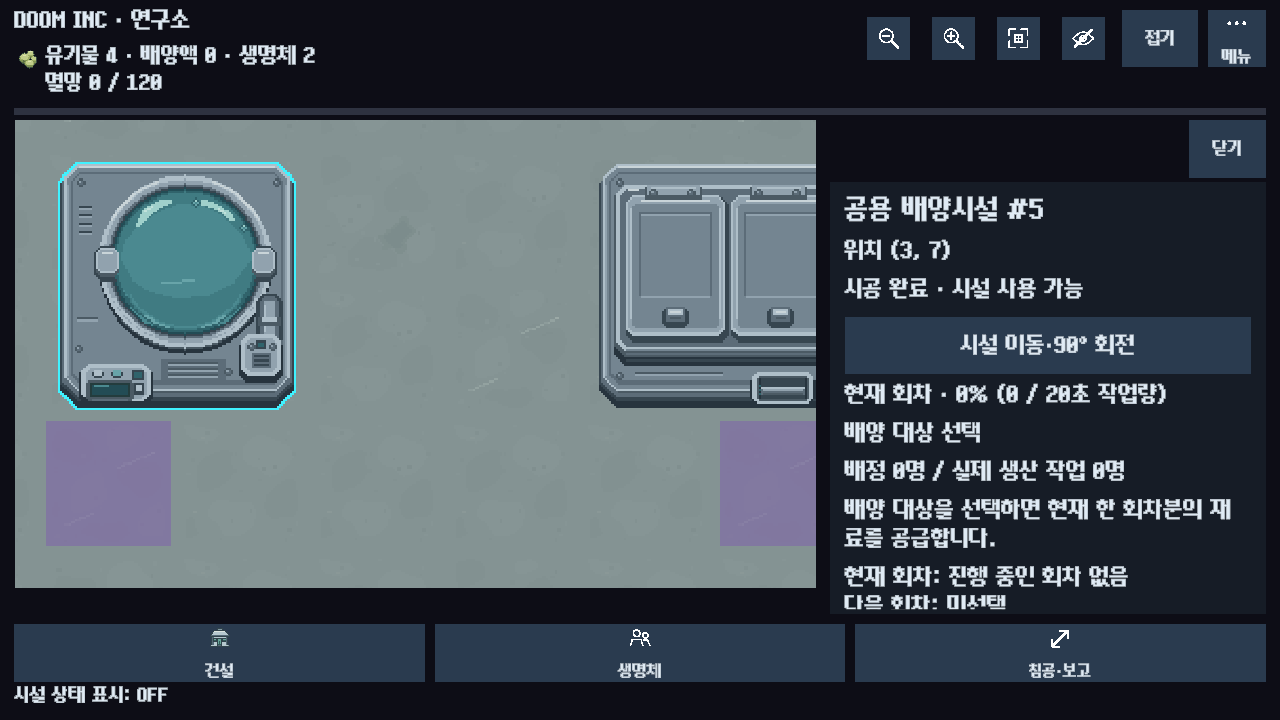 DOOM INC · 연구소
유기물 4 · 배양액 0 · 생명체 2
멸망 0 / 120
접기
메뉴
닫기
공용 배양시설 #5
위치 (3, 7)
시공 완료 · 시설 사용 가능
시설 이동·90° 회전
현재 회차 · 0% (0 / 20초 작업량)
배양 대상 선택
배정 0명 / 실제 생산 작업 0명
배양 대상을 선택하면 현재 한 회차분의 재
료를 공급합니다.
현재 회차: 진행 중인 회차 없음
다음 회차: 미선택
건설
생명체
침공·보고
시설 상태 표시: OFF